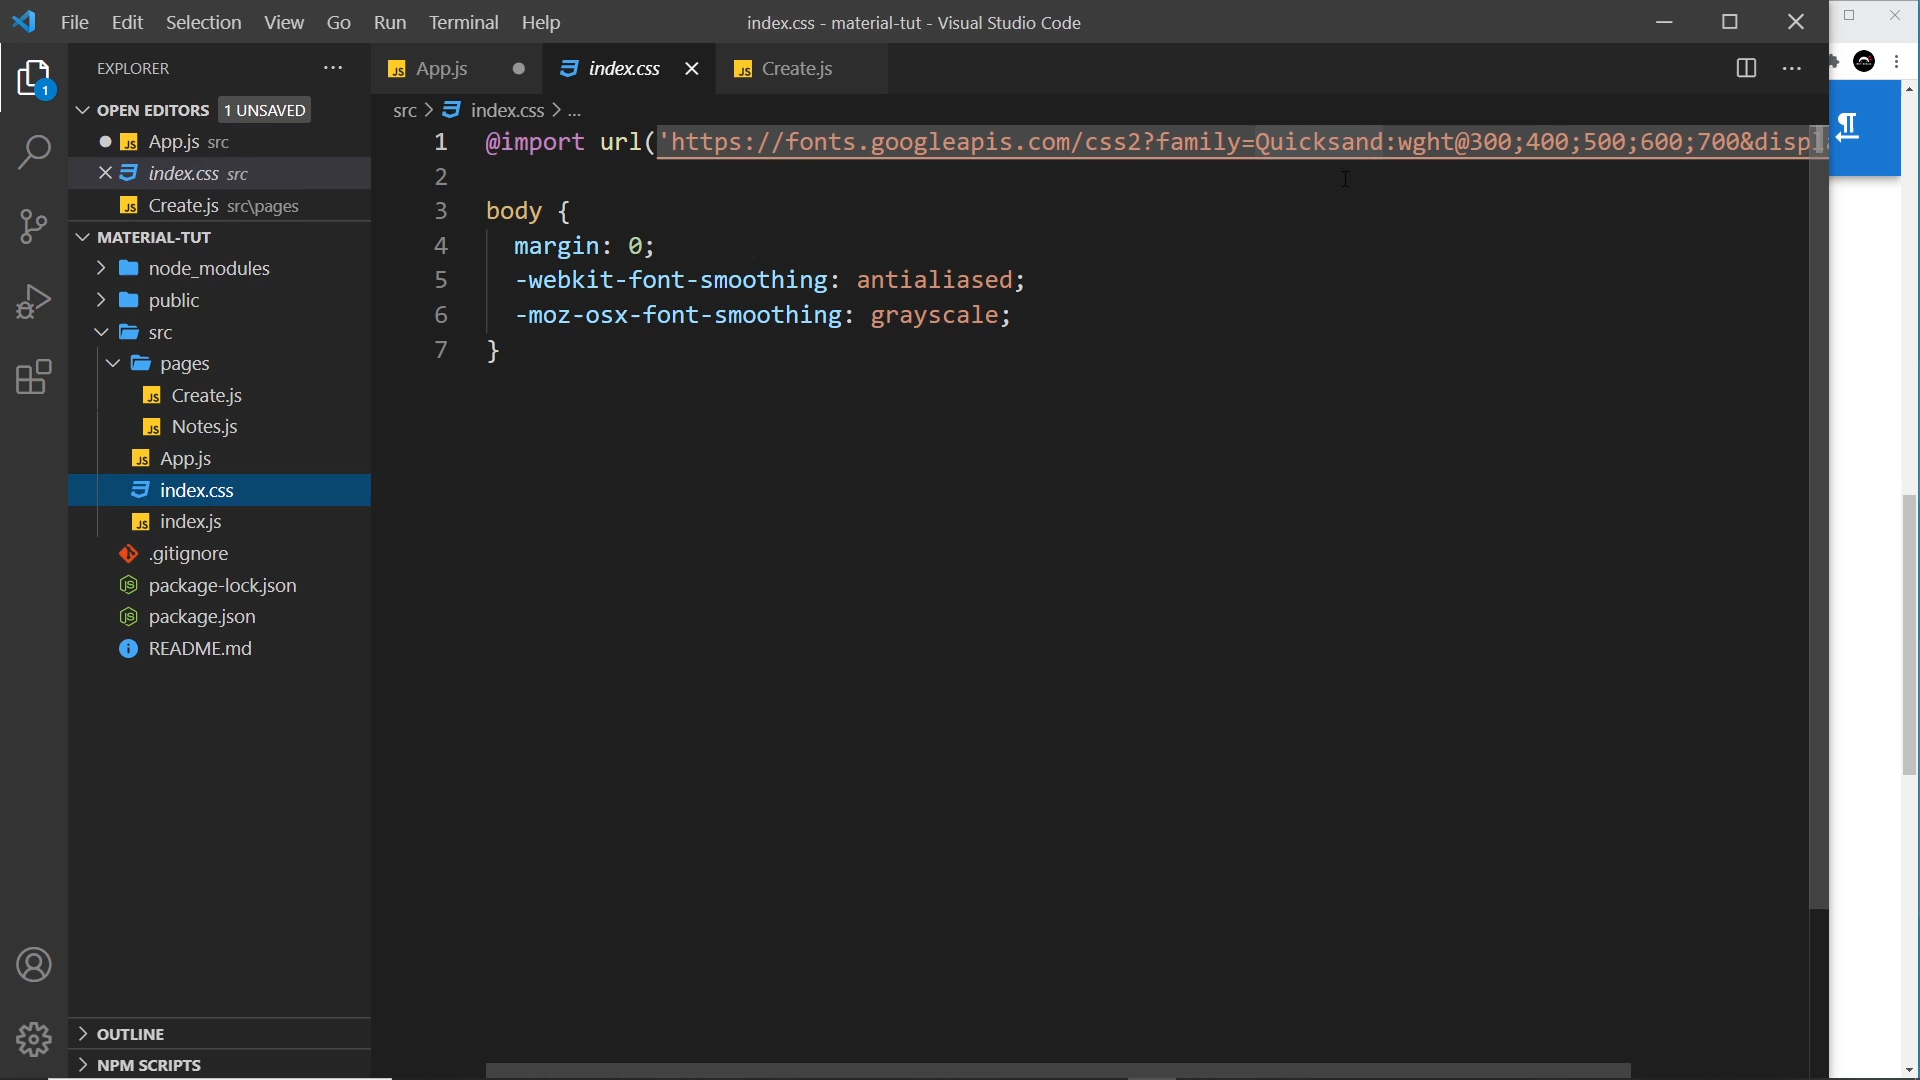 File Edit Selection View Go Run Terminal Help
index.css - material-tut - Visual Studio Code
EXPLORER
OPEN EDITORS 1 UNSAVED
App.js src
index.css src
Create.js src\pages
MATERIAL-TUT
node_modules
public
src
pages
Create.js
Notes.js
App.js
index.css
index.js
.gitignore
package-lock.json
package.json
README.md
OUTLINE
NPM SCRIPTS
1
App.js
index.css
Create.js
src > index.css > ...
1 @import url('https://fonts.googleapis.com/css2?family=Quicksand:wght@300;400;500;600;700&displ
2
3 body {
4 margin: 0;
5 -webkit-font-smoothing: antialiased;
6 -moz-osx-font-smoothing: grayscale;
7 }